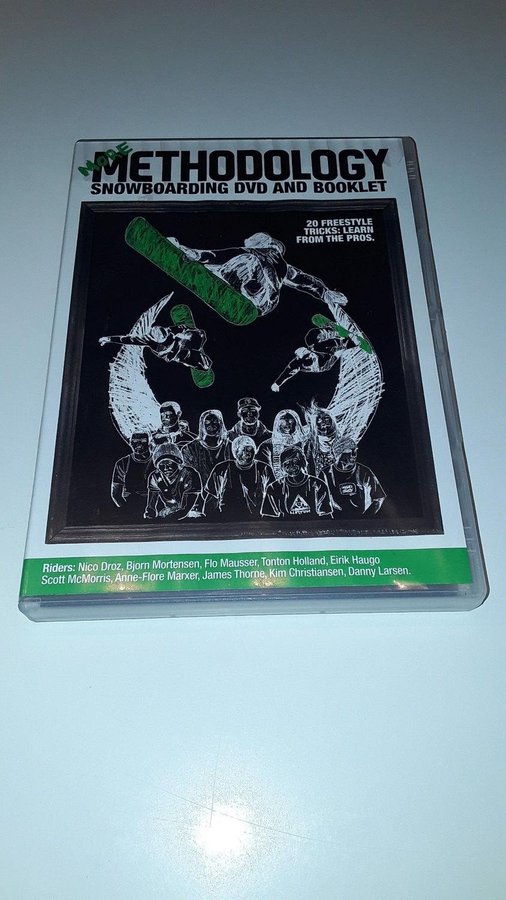 MORE
METHODOLOGY
SNOWBOARDING DVD AND BOOKLET
20 FREESTYLE
TRICKS: LEARN
FROM THE PROS.
Riders: Nico Droz, Bjorn Mortensen, Flo Mausser, Tonton Holland, Eirik Haugo
Scott McMorris, Anne-Flore Marxer, James Thorne, Kim Christiansen, Danny Larsen.